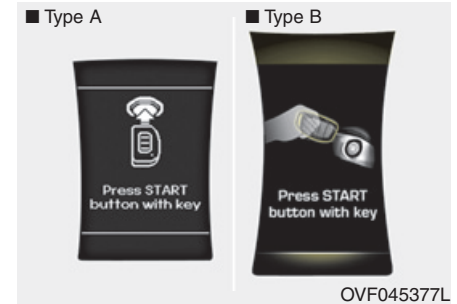 ■ Type A
■ Type B
Press START
button with key
Press START
button with key
OVF045377L